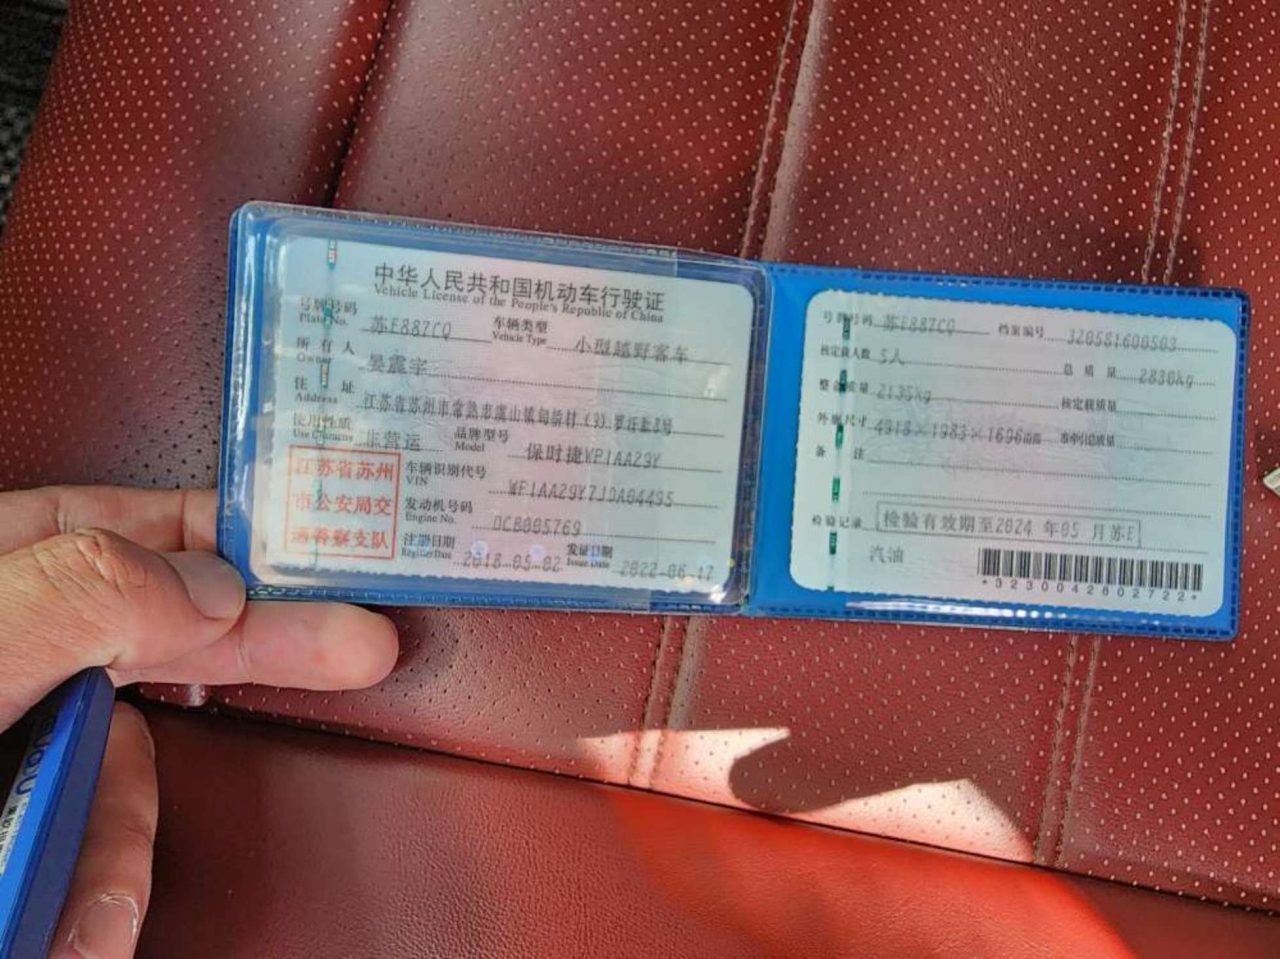 中华人民共和国机动车行驶证
Vehicle License of the People's Republic of China
号牌号码 苏E887CQ 车辆类型 小型越野客车
Plate No. Vehicle Type
所有人 晏震宇
Owner
住址 江苏省苏州市常熟市虞山镇甸桥村
Address
使用性质 非营运 品牌型号 保时捷WP1AA29Y
Use Character Model
江苏省苏州
市公安局交
通警察支队
车辆识别代号 WP1AA29Y7JDA04495
VIN
发动机号码 DCB005769
Engine No.
注册日期 2018-05-02 发证日期 2022-06-17
Register Date Issue Date
号牌号码 苏E887CQ 档案编号 320581600503
核定载人数 5人 总质量 2830kg
整备质量 2135kg 核定载质量
外廓尺寸 4918×1983×1696mm 准牵引总质量
备注
检验记录 检验有效期至2024年05月苏E
汽油
*3230042602722*